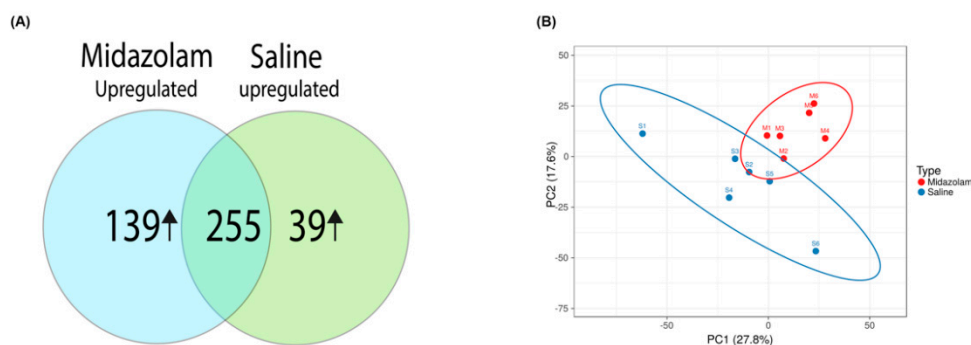 (A)
Midazolam
Upregulated
Saline
upregulated
139
255
39
(B)
50
25
0
-25
-50
-75
PC2 (17.6%)
-50
0
50
PC1 (27.8%)
S1
S3
S2
S5
S4
S6
M6
M1
M3
M4
M2
Type
Midazolam
Saline